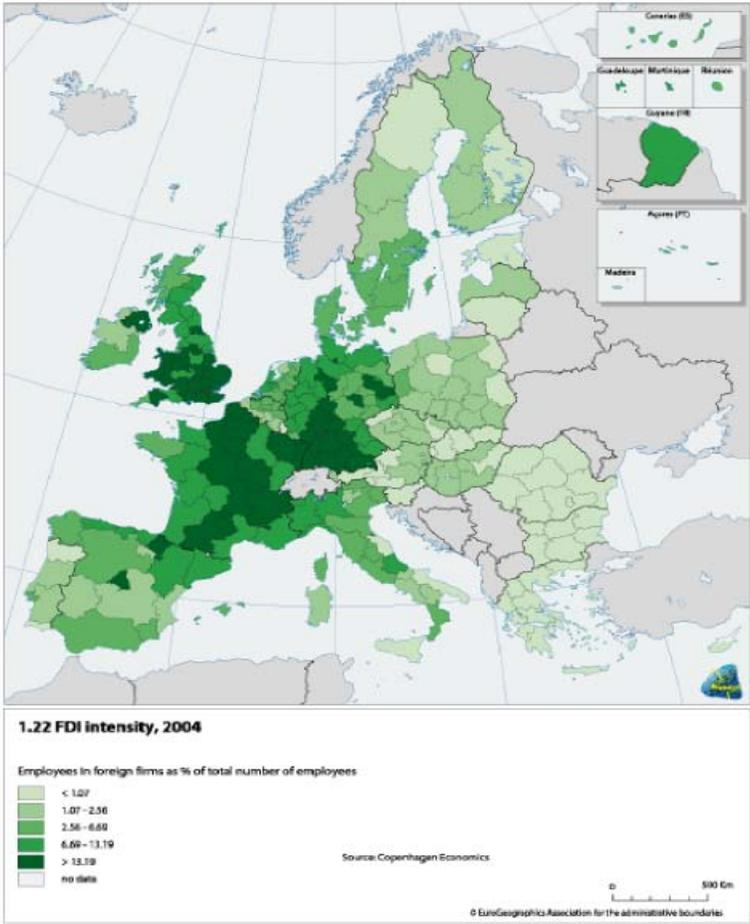 Canarias (ES)
Guadeloupe Martinique Réunion
Guyane (FR)
Açores (PT)
Madeira
1.22 FDI intensity, 2004
Employees in foreign firms as % of total number of employees
< 1.07
1.07 - 2.56
2.56 - 6.69
6.69 - 13.19
> 13.19
no data
Source: Copenhagen Economics
0 500 Km
© EuroGeographics Association for the administrative boundaries